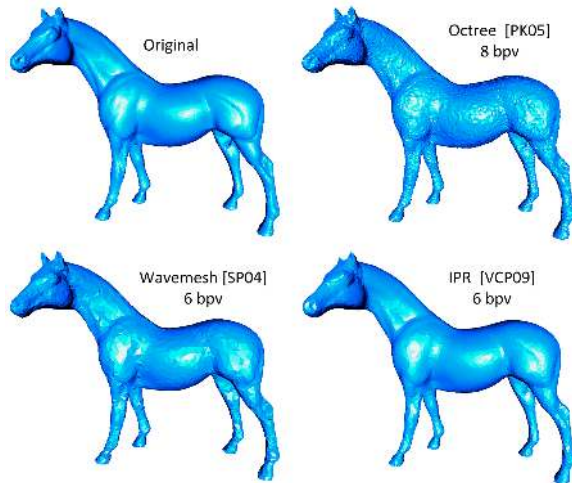 Original
Octree [PK05]
8 bpv
Wavemesh [SP04]
6 bpv
IPR [VCP09]
6 bpv